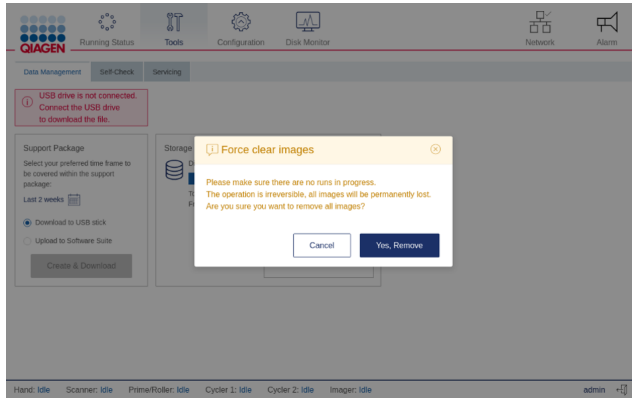 QIAGEN
Running Status
Tools
Configuration
Disk Monitor
Network
Alarm
Data Management
Self-Check
Servicing
USB drive is not connected.
Connect the USB drive
to download the file.
Support Package
Select your preferred time frame to
be covered within the support
package:
Last 2 weeks
Download to USB stick
Upload to Software Suite
Create & Download
Storage
Force clear images
Please make sure there are no runs in progress.
The operation is irreversible, all images will be permanently lost.
Are you sure you want to remove all images?
Cancel
Yes, Remove
Hand: Idle Scanner: Idle Prime/Roller: Idle Cycler 1: Idle Cycler 2: Idle Imager: Idle admin